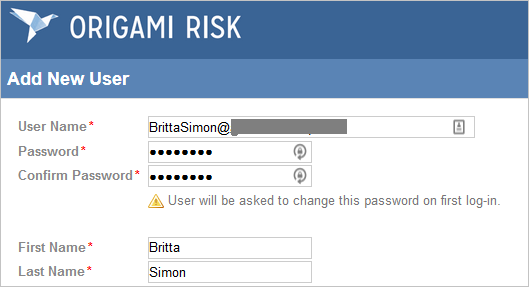 ORIGAMI RISK
Add New User
User Name* BrittaSimon@
Password* ••••••••
Confirm Password* ••••••••
User will be asked to change this password on first log-in.
First Name* Britta
Last Name* Simon